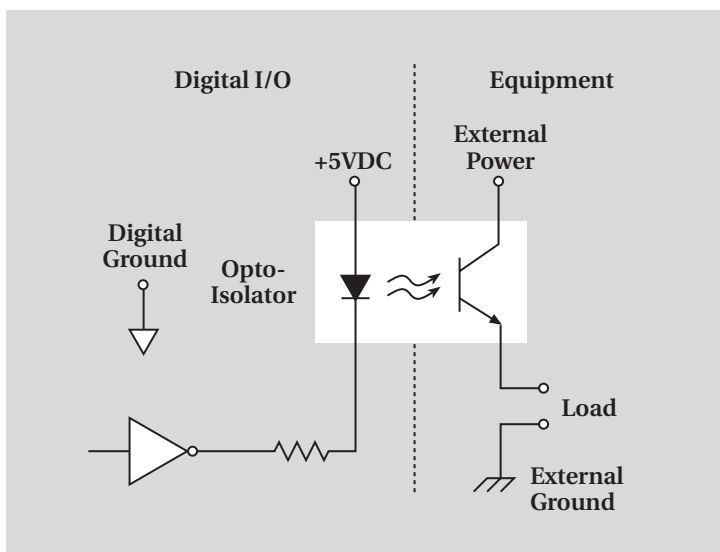 Digital I/O
Equipment
+5VDC
External
Power
Digital
Ground
Opto-
Isolator
Load
External
Ground